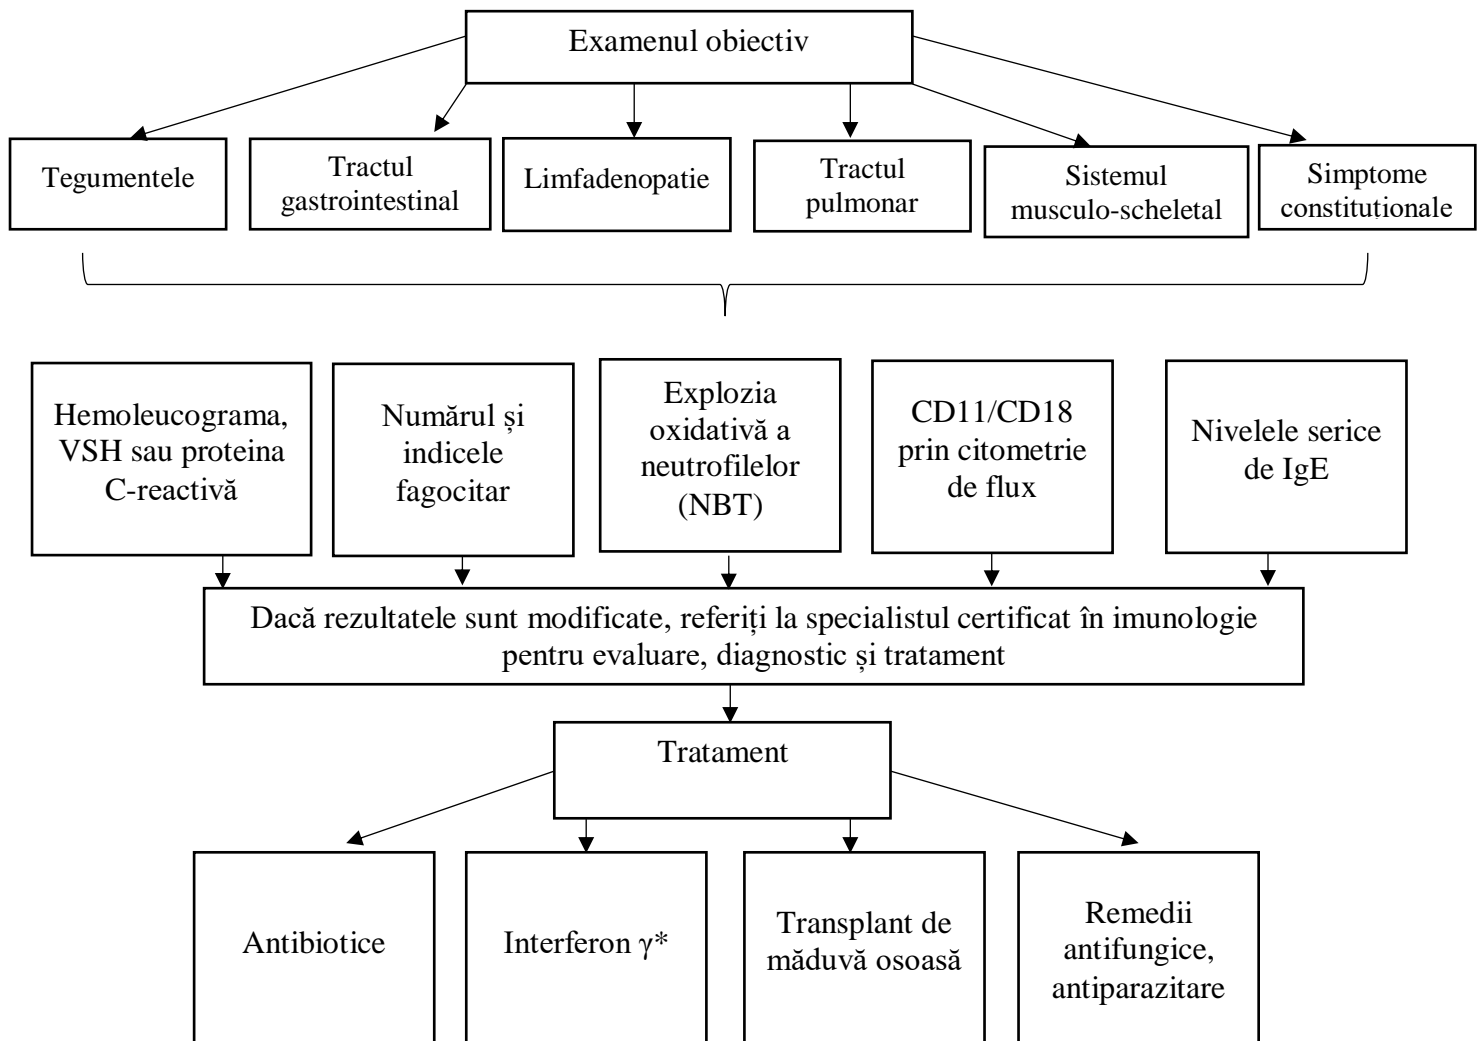 Examenul obiectiv
Tegumentele
Tractul
gastrointestinal
Limfadenopatie
Tractul
pulmonar
Sistemul
musculo-scheletal
Simptome
constituționale
Hemoleucograma,
VSH sau proteina
C-reactivă
Numărul și
indicele
fagocitar
Explozia
oxidativă a
neutrofilelor
(NBT)
CD11/CD18
prin citometrie
de flux
Nivelele serice
de IgE
Dacă rezultatele sunt modificate, referiți la specialistul certificat în imunologie
pentru evaluare, diagnostic și tratament
Tratament
Antibiotice
Interferon γ*
Transplant de
măduvă osoasă
Remedii
antifungice,
antiparazitare